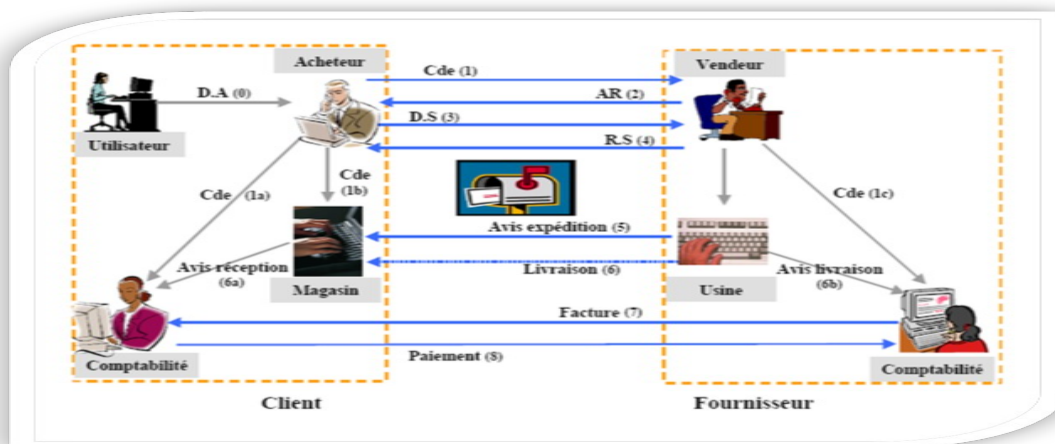 Acheteur
Vendeur
Cde (1)
D.A (0)
AR (2)
D.S (3)
Utilisateur
R.S (4)
Cde (1a)
Cde
(1b)
Cde (1c)
Avis expédition (5)
Avis réception
(6a)
Livraison (6)
Avis livraison
(6b)
Magasin
Usine
Facture (7)
Paiement (8)
Comptabilité
Comptabilité
Client
Fournisseur